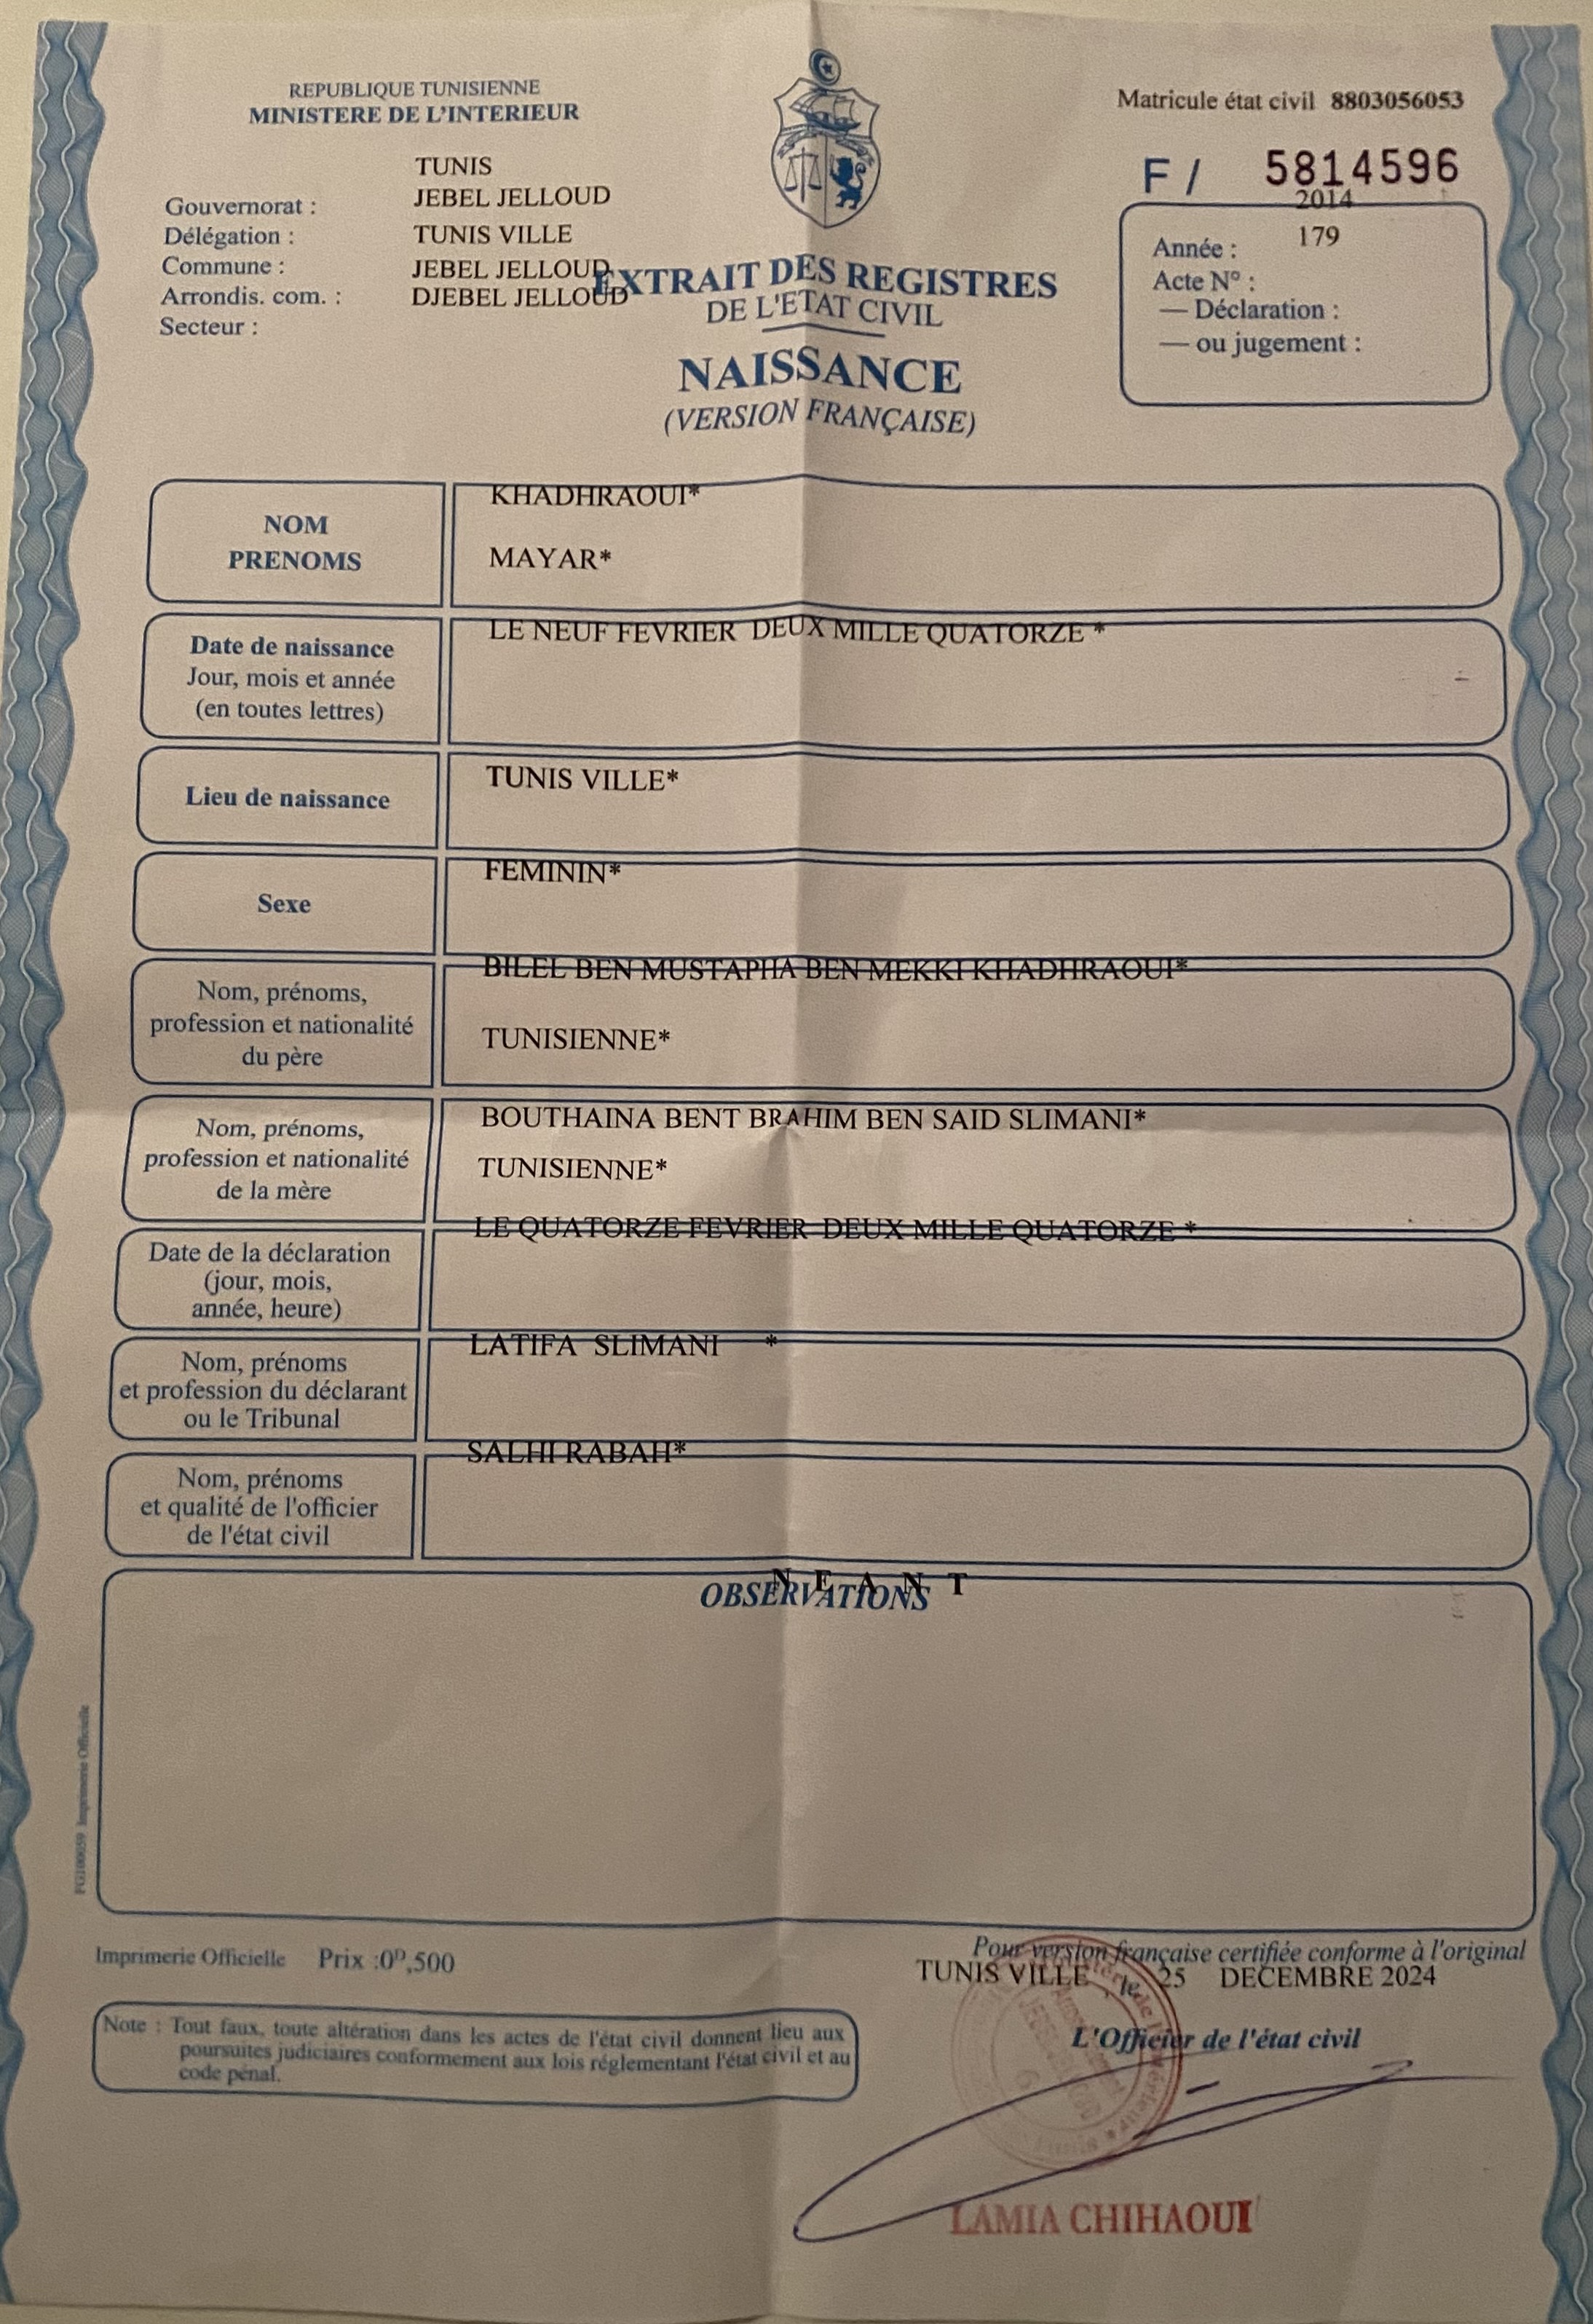 REPUBLIQUE TUNISIENNE
MINISTERE DE L'INTERIEUR
Matricule état civil 8803056053
F / 5814596
TUNIS
Gouvernorat : JEBEL JELLOUD
Délégation : TUNIS VILLE
Commune : JEBEL JELLOUD
Arrondis. com. : DJEBEL JELLOUD
Secteur :
2014
Année : 179
Acte N° :
— Déclaration :
— ou jugement :
EXTRAIT DES REGISTRES
DE L'ETAT CIVIL
NAISSANCE
(VERSION FRANÇAISE)
NOM
PRENOMS
KHADHRAOUI*
MAYAR*
Date de naissance
Jour, mois et année
(en toutes lettres)
LE NEUF FEVRIER DEUX MILLE QUATORZE *
Lieu de naissance
TUNIS VILLE*
Sexe
FEMININ*
Nom, prénoms,
profession et nationalité
du père
BILEL BEN MUSTAPHA BEN MEKKI KHADHRAOUI*
TUNISIENNE*
Nom, prénoms,
profession et nationalité
de la mère
BOUTHAINA BENT BRAHIM BEN SAID SLIMANI*
TUNISIENNE*
Date de la déclaration
(jour, mois,
année, heure)
LE QUATORZE FEVRIER DEUX MILLE QUATORZE *
Nom, prénoms
et profession du déclarant
ou le Tribunal
LATIFA SLIMANI *
Nom, prénoms
et qualité de l'officier
de l'état civil
SALHI RABAH*
N E A N T
OBSERVATIONS
Imprimerie Officielle
Imprimerie Officielle Prix :0ᴰ,500
Pour version française certifiée conforme à l'original
TUNIS VILLE , le 25 DECEMBRE 2024
L'Officier de l'état civil
Note : Tout faux, toute altération dans les actes de l'état civil donnent lieu aux
poursuites judiciaires conformement aux lois réglementant l'état civil et au
code pénal.
LAMIA CHIHAOUI